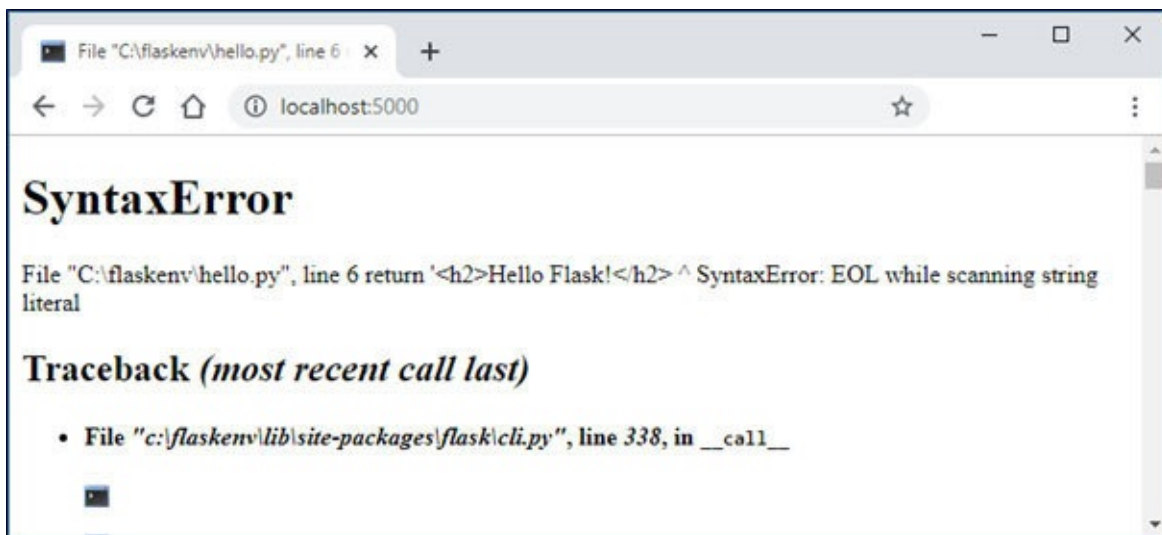 File "C:\flaskenv\hello.py", line 6
localhost:5000
SyntaxError
File "C:\flaskenv\hello.py", line 6 return '<h2>Hello Flask!</h2> ^ SyntaxError: EOL while scanning string
literal
Traceback (most recent call last)
• File "c:\flaskenv\lib\site-packages\flask\cli.py", line 338, in __call__